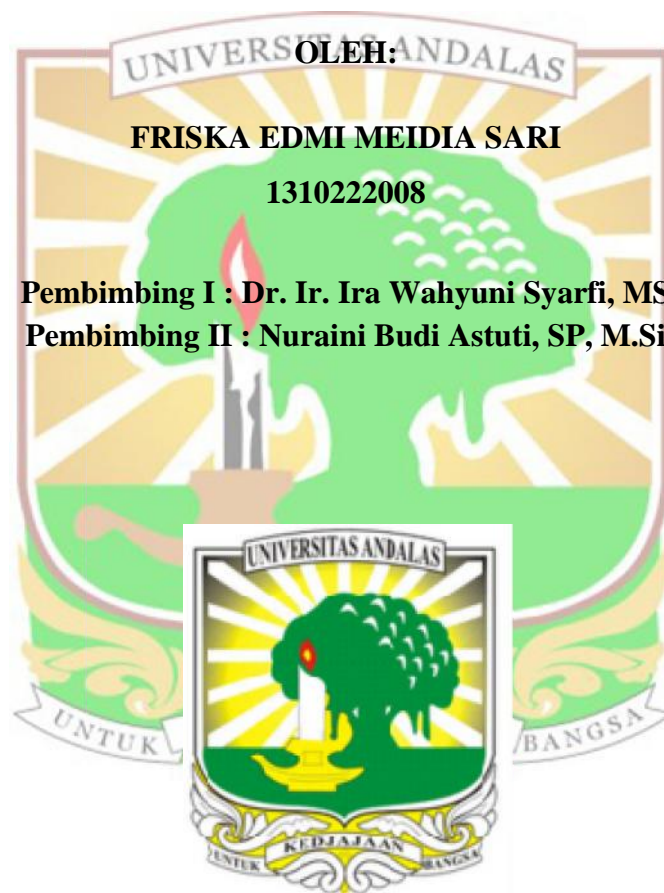 UNIVERSITAS ANDALAS
OLEH:
FRISKA EDMI MEIDIA SARI
1310222008
Pembimbing I : Dr. Ir. Ira Wahyuni Syarfi, MS
Pembimbing II : Nuraini Budi Astuti, SP, M.Si
UNTUK BANGSA
UNIVERSITAS ANDALAS
KEDJAJAAN
UNTUK BANGSA